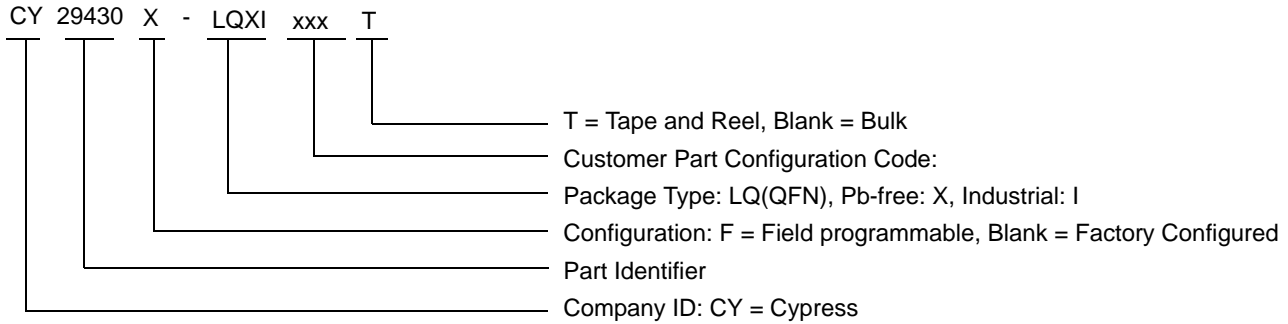 CY 29430 X - LQXI xxx T
T = Tape and Reel, Blank = Bulk
Customer Part Configuration Code:
Package Type: LQ(QFN), Pb-free: X, Industrial: I
Configuration: F = Field programmable, Blank = Factory Configured
Part Identifier
Company ID: CY = Cypress